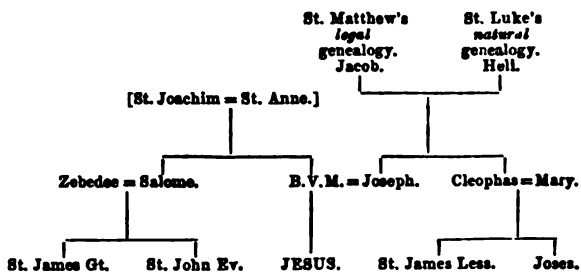 St. Matthew's St. Luke's
legal natural
genealogy. genealogy.
Jacob. Heli.
[St. Joachim = St. Anne.]
Zebedee = Salome. B.V.M. = Joseph. Cleophas = Mary.
St. James Gt. St. John Ev. JESUS. St. James Less. Joses.